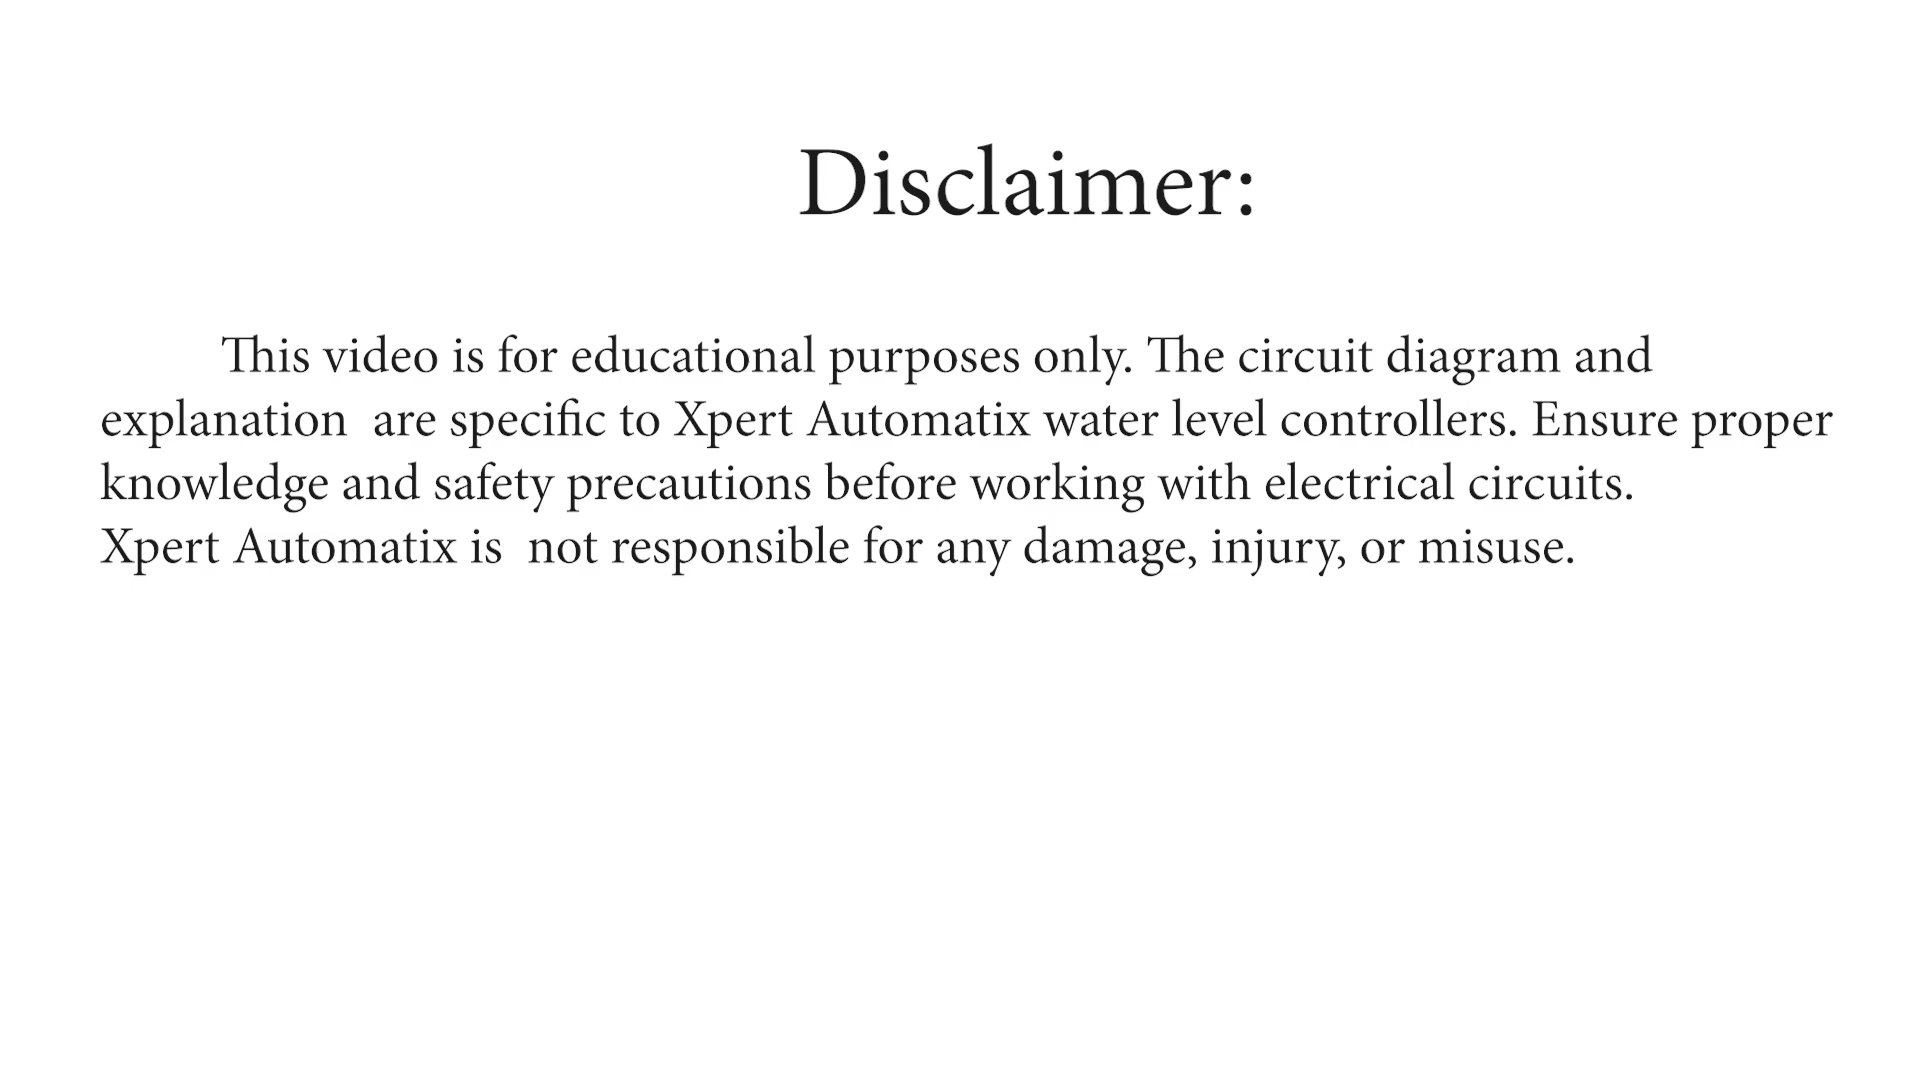 Disclaimer:
This video is for educational purposes only. The circuit diagram and
explanation  are specific to Xpert Automatix water level controllers. Ensure proper
knowledge and safety precautions before working with electrical circuits.
Xpert Automatix is  not responsible for any damage, injury, or misuse.